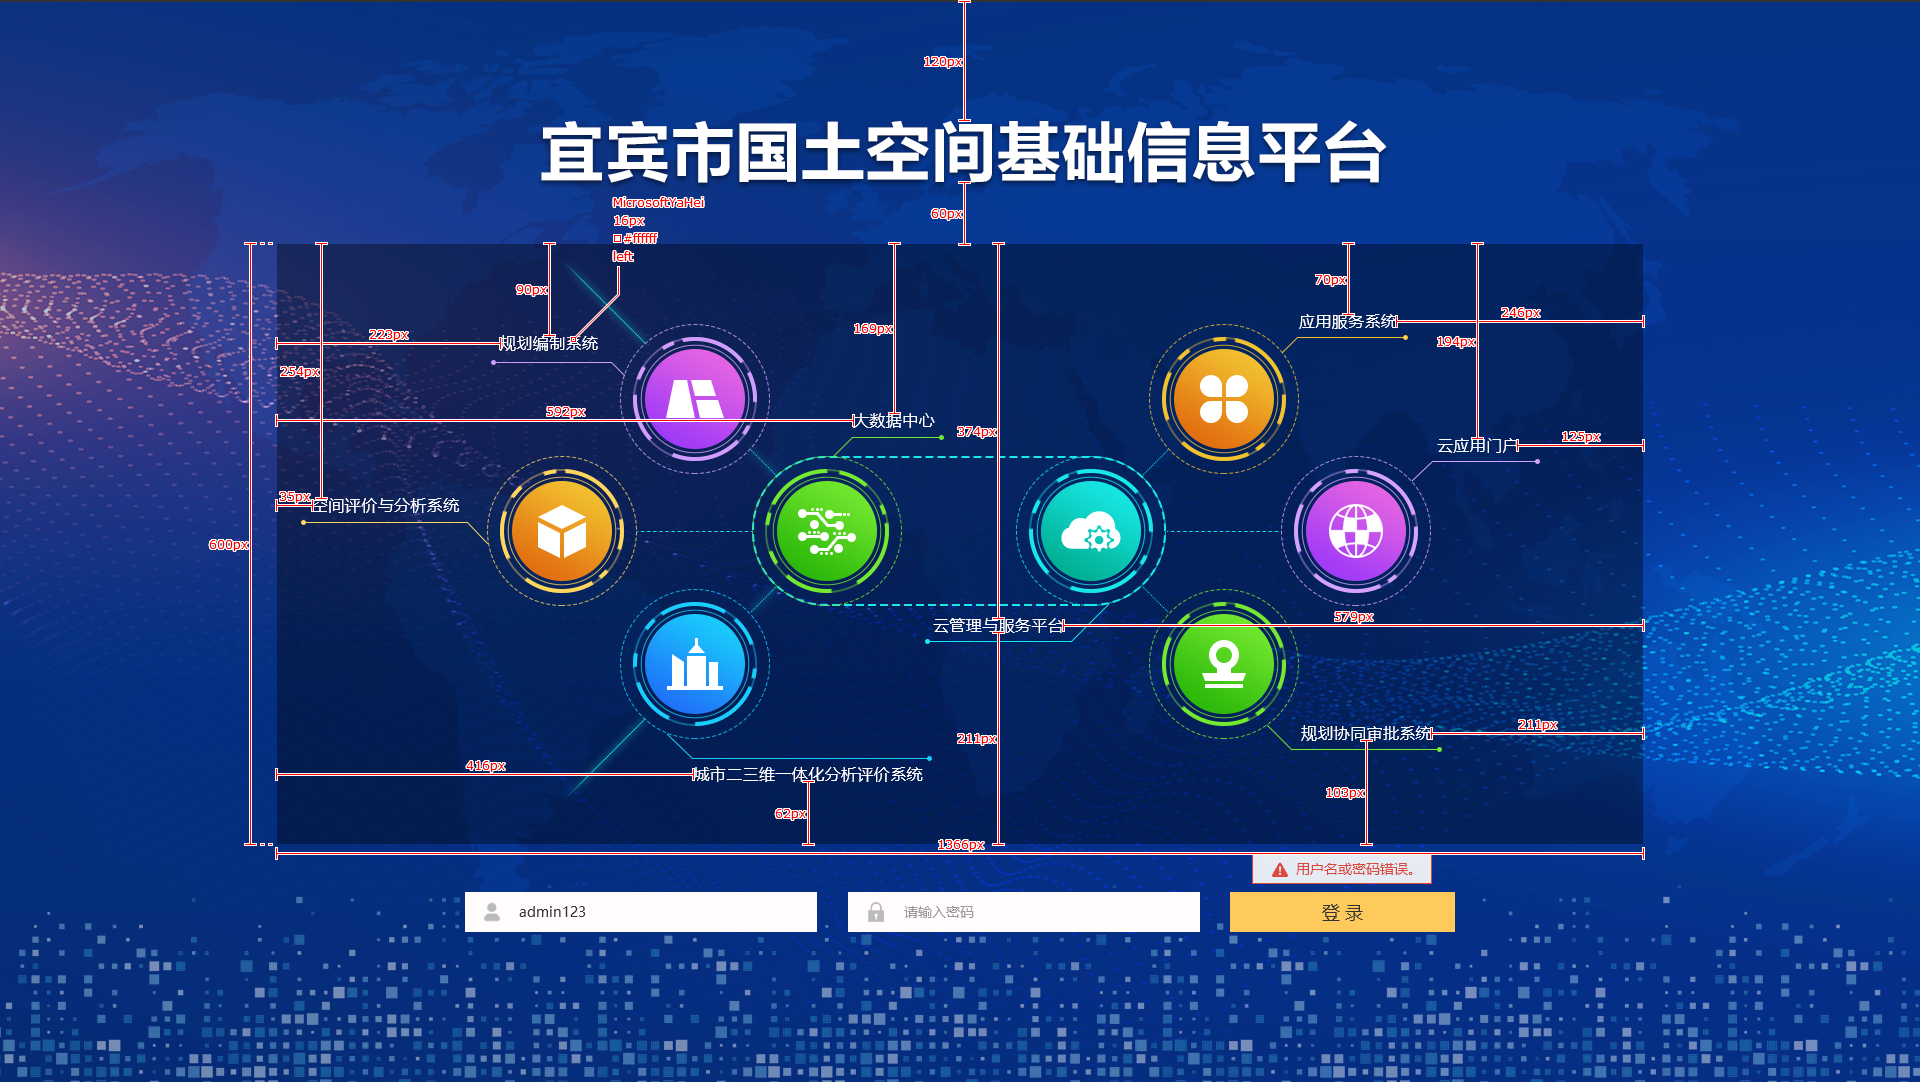 120px
宜宾市国土空间基础信息平台
MicrosoftYaHei
16px
#ffffff
left
60px
90px
70px
223px
规划编制系统
169px
应用服务系统
246px
194px
254px
592px
大数据中心
374px
云应用门户
125px
35px
空间评价与分析系统
600px
579px
云管理与服务平台
211px
规划协同审批系统
211px
416px
城市二三维一体化分析评价系统
62px
103px
1366px
用户名或密码错误。
admin123
请输入密码
登录